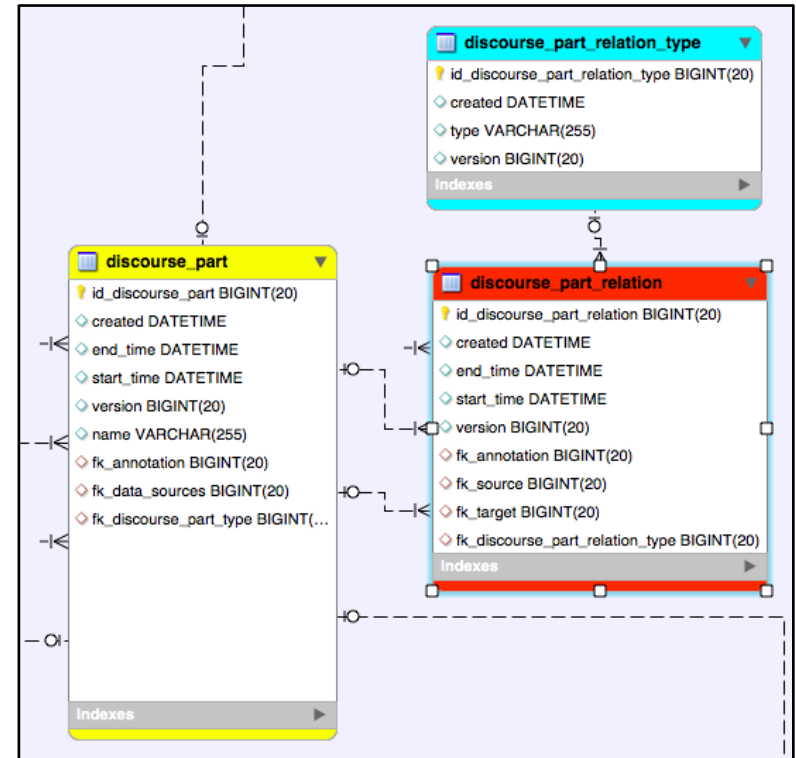 discourse_part_relation_type
id_discourse_part_relation_type BIGINT(20)
created DATETIME
type VARCHAR(255)
version BIGINT(20)
Indexes
discourse_part
id_discourse_part BIGINT(20)
created DATETIME
end_time DATETIME
start_time DATETIME
version BIGINT(20)
name VARCHAR(255)
fk_annotation BIGINT(20)
fk_data_sources BIGINT(20)
fk_discourse_part_type BIGINT(...
Indexes
discourse_part_relation
id_discourse_part_relation BIGINT(20)
created DATETIME
end_time DATETIME
start_time DATETIME
version BIGINT(20)
fk_annotation BIGINT(20)
fk_source BIGINT(20)
fk_target BIGINT(20)
fk_discourse_part_relation_type BIGINT(20)
Indexes